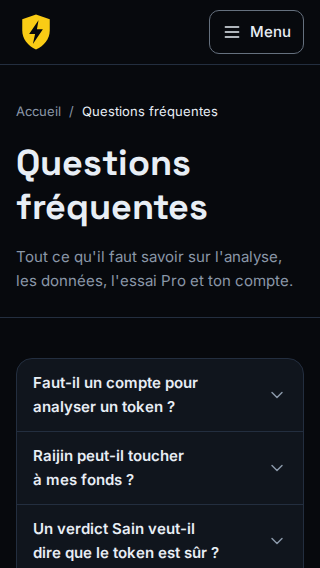 Menu
Accueil / Questions fréquentes
Questions
fréquentes
Tout ce qu'il faut savoir sur l'analyse,
les données, l'essai Pro et ton compte.
Faut-il un compte pour
analyser un token ?
Raijin peut-il toucher
à mes fonds ?
Un verdict Sain veut-il
dire que le token est sûr ?